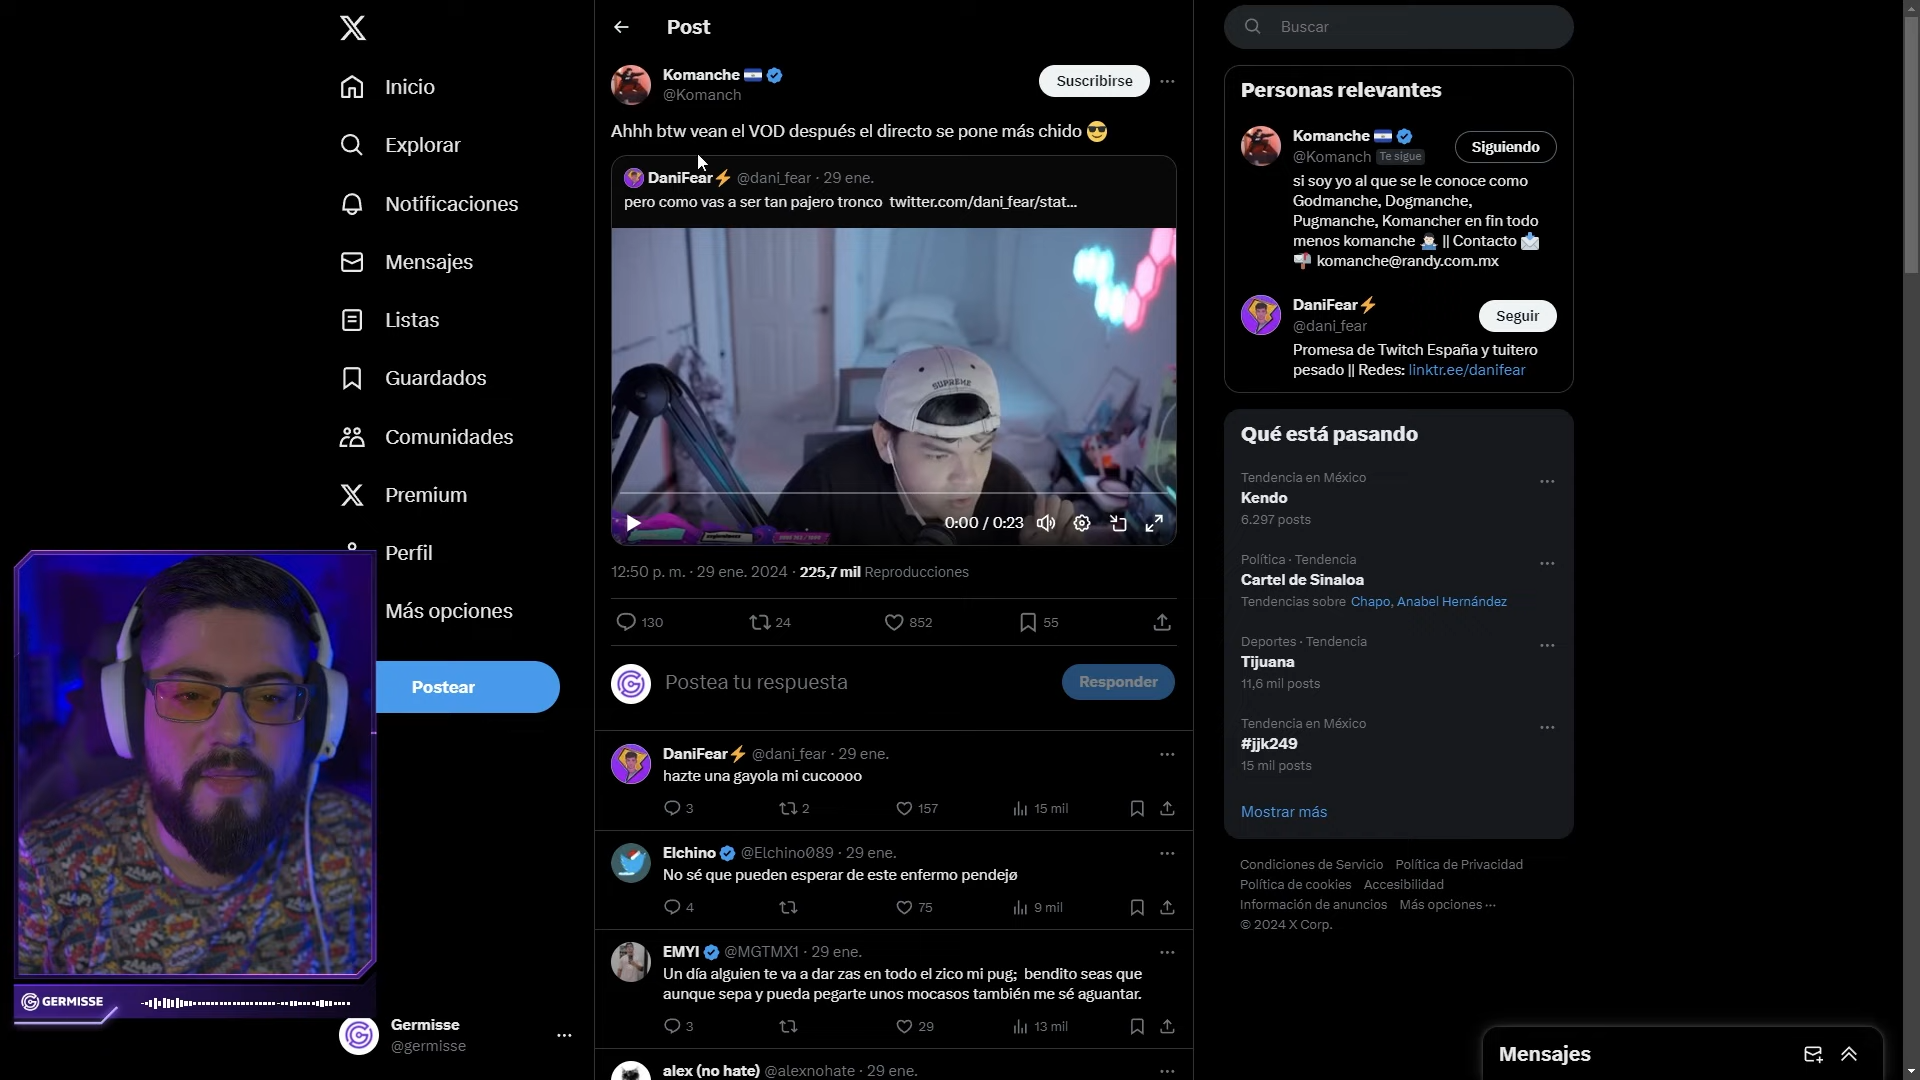 Inicio
Explorar
Notificaciones
Mensajes
Listas
Guardados
Comunidades
Premium
Perfil
Más opciones
Postear
GERMISSE
Germisse
@germisse
Post
Komanche
@Komanch
Suscribirse
Ahhh btw vean el VOD después el directo se pone más chido 😎
DaniFear⚡ @dani_fear · 29 ene.
pero como vas a ser tan pajero tronco twitter.com/dani_fear/stat...
SUPREME
0:00 / 0:23
12:50 p. m. · 29 ene. 2024 · 225,7 mil Reproducciones
130 24 852 55
Postea tu respuesta
Responder
DaniFear⚡ @dani_fear · 29 ene.
hazte una gayola mi cucoooo
3 2 157 15 mil
Elchino @Elchino089 · 29 ene.
No sé que pueden esperar de este enfermo pendejø
4 75 9 mil
EMYI @MGTMX1 · 29 ene.
Un día alguien te va a dar zas en todo el zico mi pug; bendito seas que
aunque sepa y pueda pegarte unos mocasos también me sé aguantar.
3 29 13 mil
alex (no hate) @alexnohate · 29 ene.
Buscar
Personas relevantes
Komanche
@Komanch Te sigue
Siguiendo
si soy yo al que se le conoce como
Godmanche, Dogmanche,
Pugmanche, Komancher en fin todo
menos komanche 🤷🏻‍♂️ || Contacto 📩
📬 komanche@randy.com.mx
DaniFear⚡
@dani_fear
Seguir
Promesa de Twitch España y tuitero
pesado || Redes: linktr.ee/danifear
Qué está pasando
Tendencia en México
Kendo
6.297 posts
Política · Tendencia
Cartel de Sinaloa
Tendencias sobre Chapo, Anabel Hernández
Deportes · Tendencia
Tijuana
11,6 mil posts
Tendencia en México
#jjk249
15 mil posts
Mostrar más
Condiciones de Servicio Política de Privacidad
Política de cookies Accesibilidad
Información de anuncios Más opciones ···
© 2024 X Corp.
Mensajes